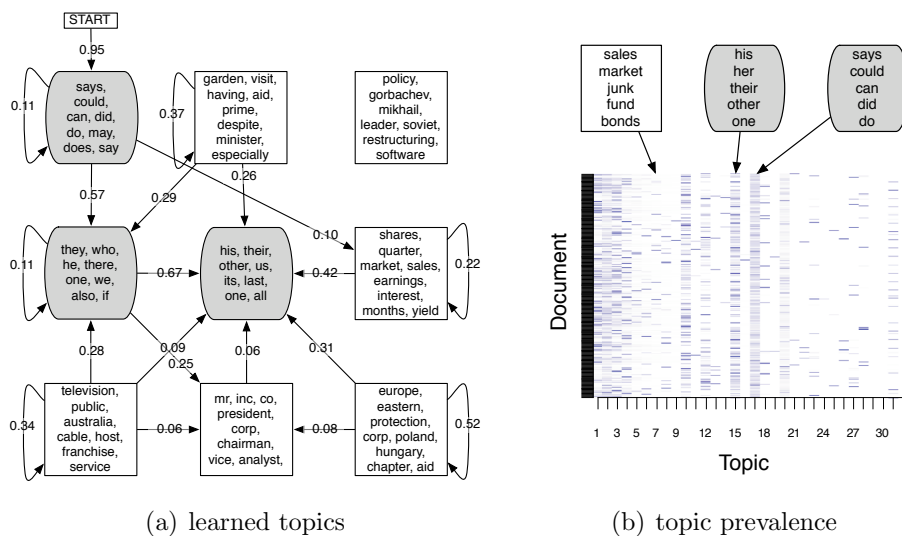 START
0.95
says,
could,
can, did,
do, may,
does, say
0.11
garden, visit,
having, aid,
prime,
despite,
minister,
especially
0.37
policy,
gorbachev,
mikhail,
leader, soviet,
restructuring,
software
0.57
0.29
0.26
0.10
they, who,
he, there,
one, we,
also, if
0.11
0.67
his, their,
other, us,
its, last,
one, all
0.42
shares,
quarter,
market, sales,
earnings,
interest,
months, yield
0.22
0.28
0.09
0.25
0.06
0.31
television,
public,
australia,
cable, host,
franchise,
service
0.34
0.06
mr, inc, co,
president,
corp,
chairman,
vice, analyst,
0.08
europe,
eastern,
protection,
corp, poland,
hungary,
chapter, aid
0.52
(a) learned topics
sales
market
junk
fund
bonds
his
her
their
other
one
says
could
can
did
do
Document
1 3 5 7 9 12 15 18 21 24 27 30
Topic
(b) topic prevalence